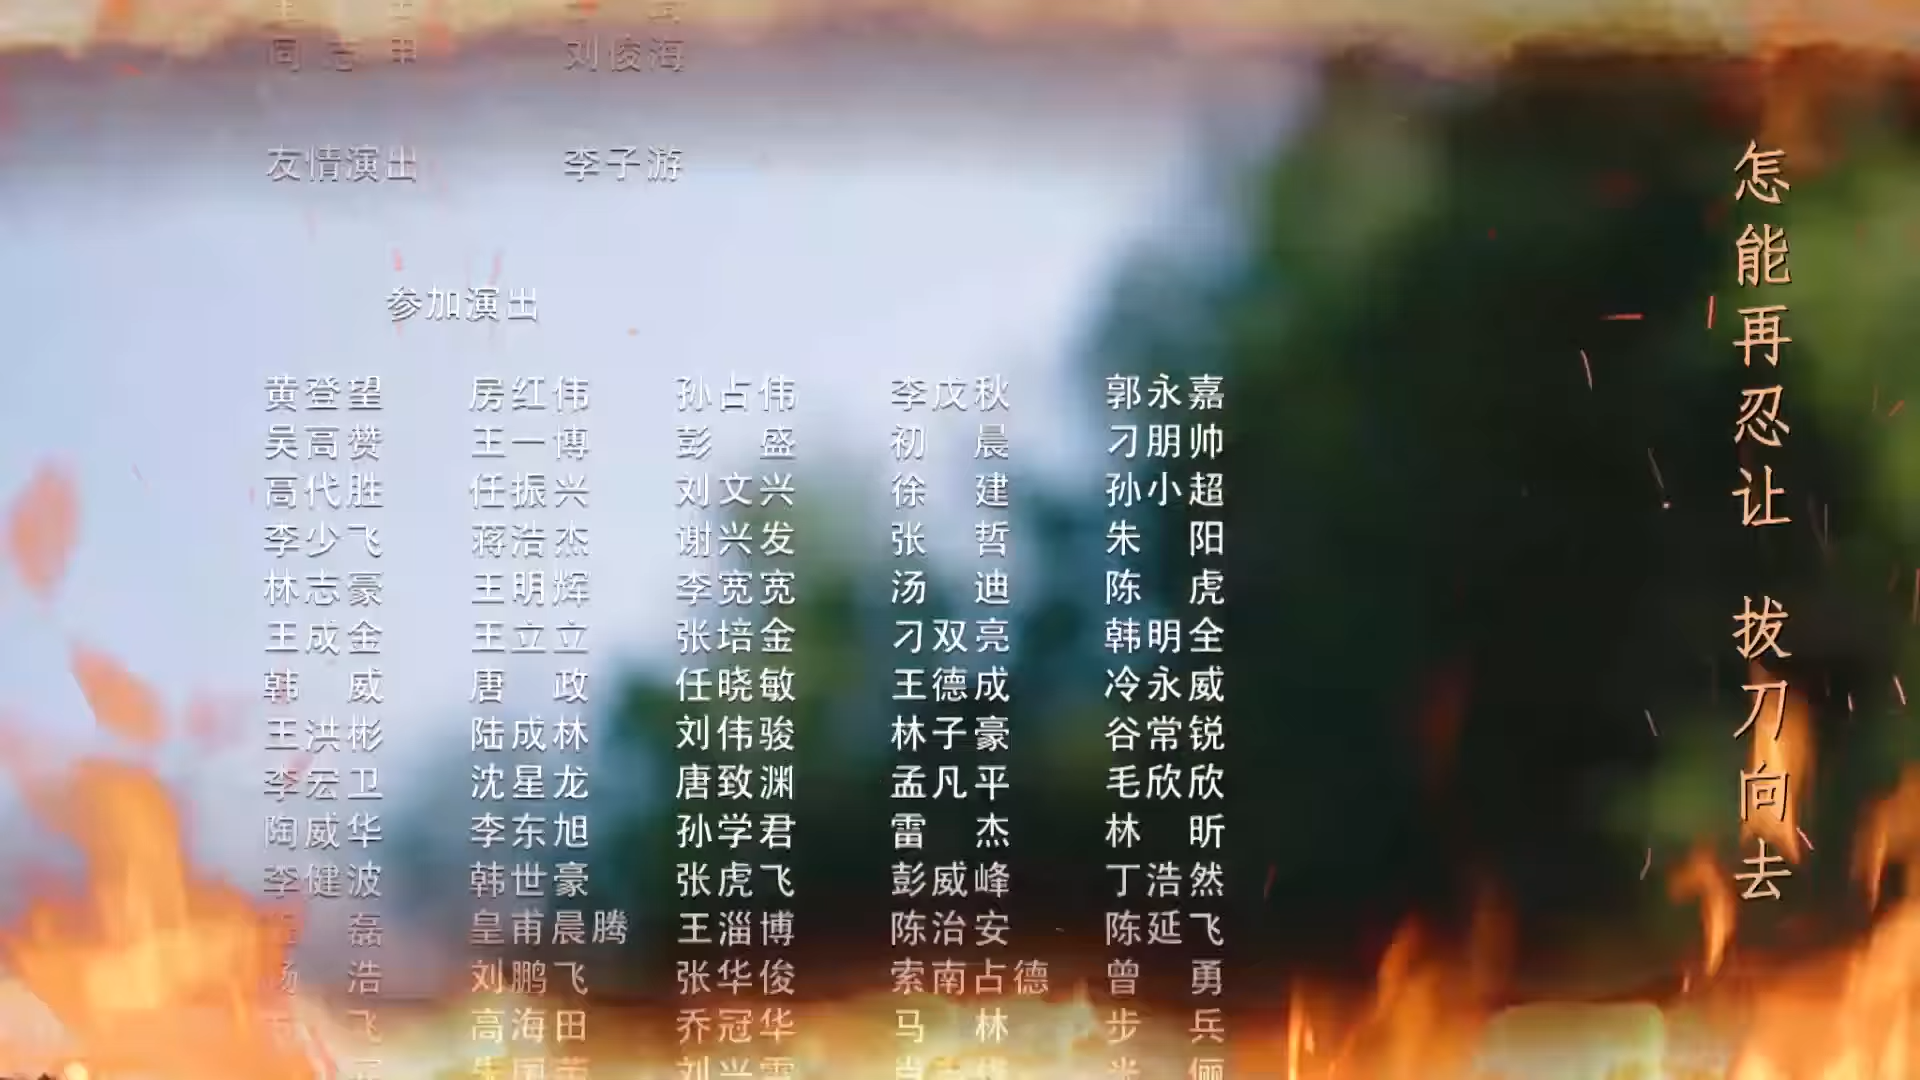 刘俊海
友情演出 李子游
参加演出
黄登望 房红伟 孙占伟 李戊秋 郭永嘉
吴高赞 王一博 彭盛 初晨 刁朋帅
高代胜 任振兴 刘文兴 徐建 孙小超
李少飞 蒋浩杰 谢兴发 张哲 朱阳
林志豪 王明辉 李宽宽 汤迪 陈虎
王成金 王立立 张培金 刁双亮 韩明全
韩威 唐政 任晓敏 王德成 冷永威
王洪彬 陆成林 刘伟骏 林子豪 谷常锐
李宏卫 沈星龙 唐致渊 孟凡平 毛欣欣
陶威华 李东旭 孙学君 雷杰 林昕
李健波 韩世豪 张虎飞 彭威峰 丁浩然
磊 皇甫晨腾 王淄博 陈治安 陈延飞
杨浩 刘鹏飞 张华俊 索南占德 曾勇
飞 高海田 乔冠华 马林 步兵
怎能再忍让 拔刀向去